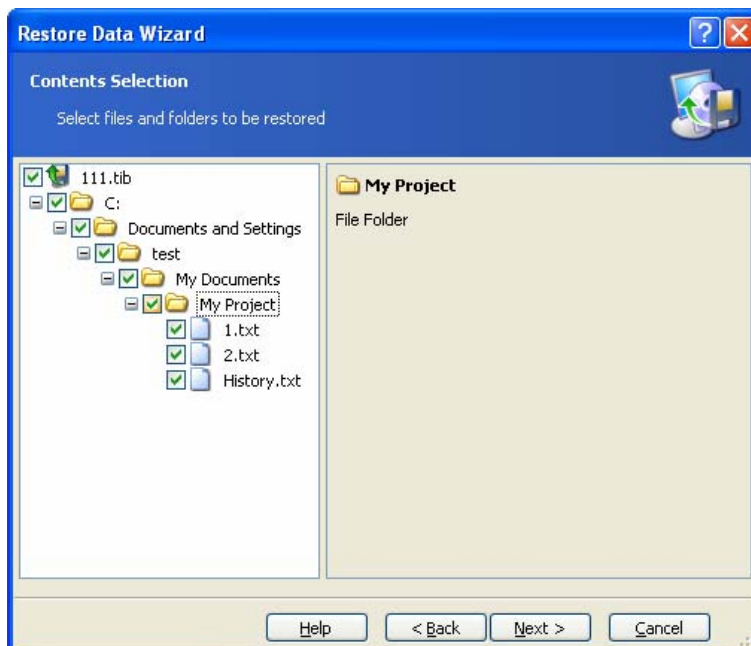 Restore Data Wizard
?
Contents Selection
Select files and folders to be restored
111.tib
C:
Documents and Settings
test
My Documents
My Project
1.txt
2.txt
History.txt
My Project
File Folder
Help
< Back
Next >
Cancel